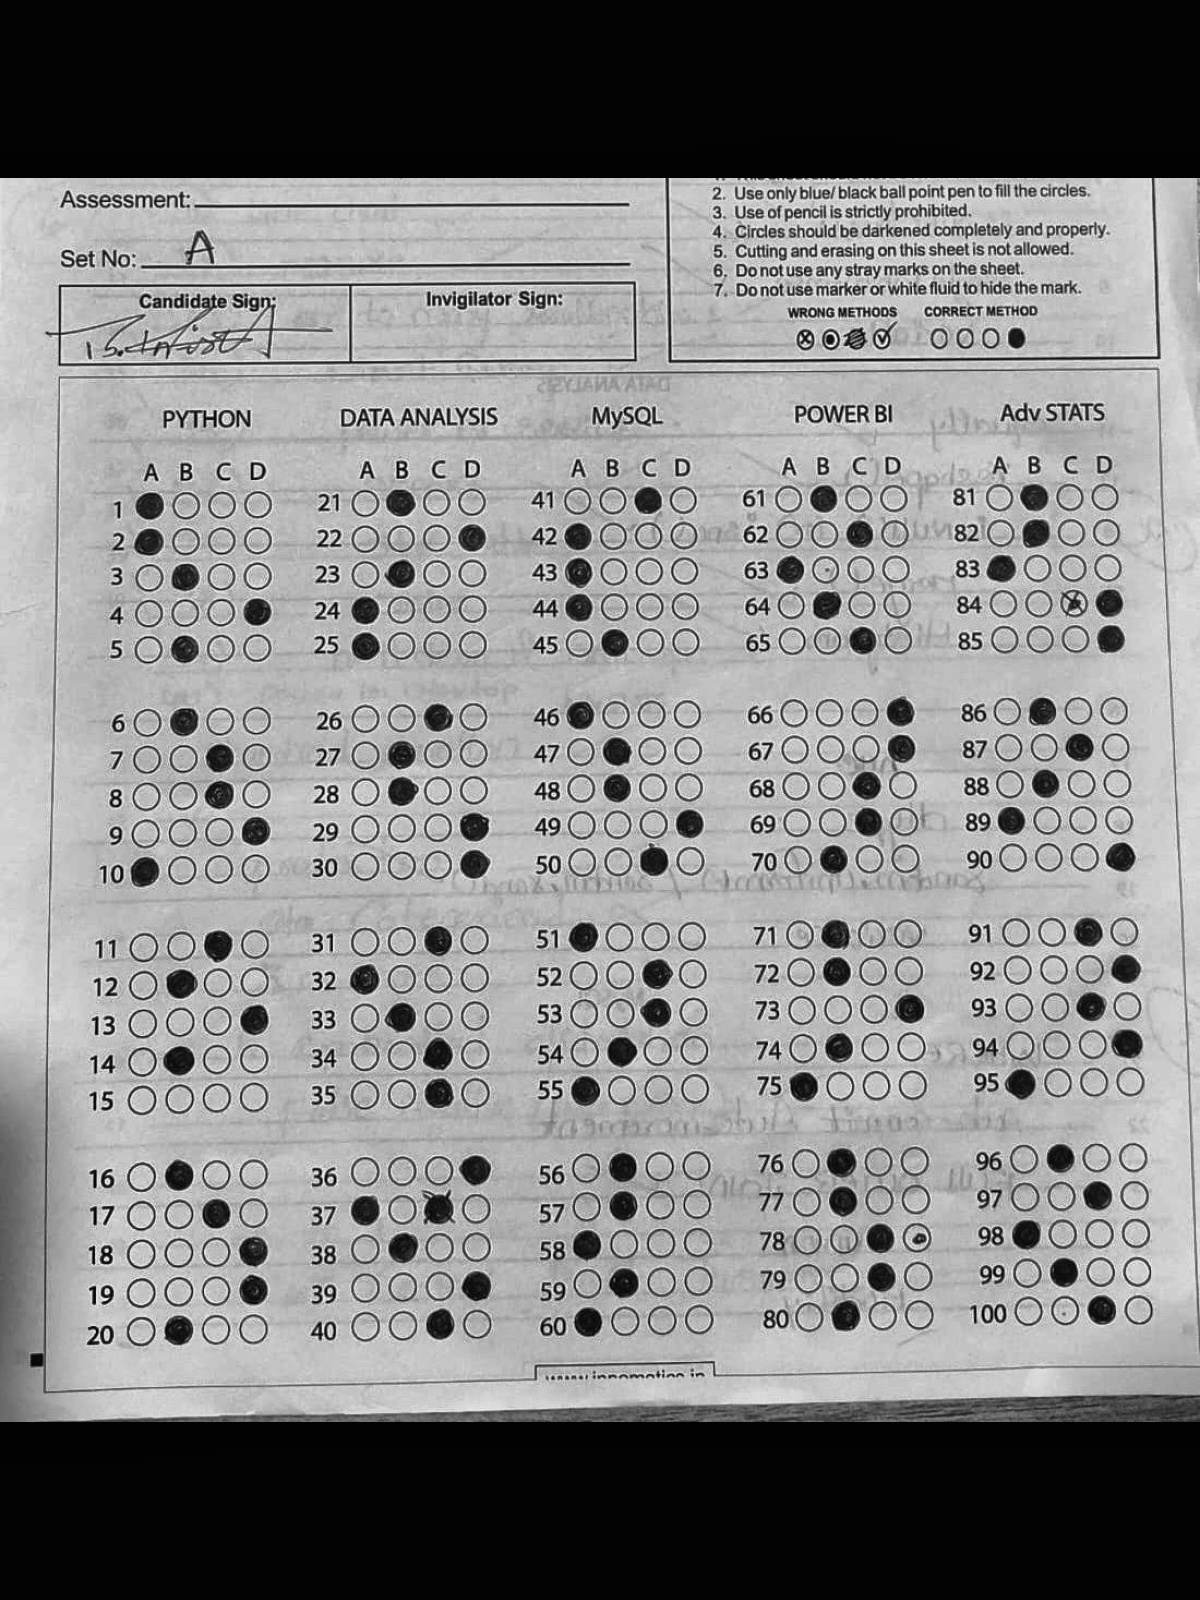 Assessment:
2. Use only blue/ black ball point pen to fill the circles.
3. Use of pencil is strictly prohibited.
4. Circles should be darkened completely and properly.
5. Cutting and erasing on this sheet is not allowed.
6. Do not use any stray marks on the sheet.
7. Do not use marker or white fluid to hide the mark.
Set No: A
WRONG METHODS CORRECT METHOD
Candidate Sign: Invigilator Sign:
PYTHON DATA ANALYSIS MySQL POWER BI Adv STATS
A B C D A B C D A B C D A B C D A B C D
1 21 41 61 81
2 22 42 62 82
3 23 43 63 83
4 24 44 64 84
5 25 45 65 85
6 26 46 66 86
7 27 47 67 87
8 28 48 68 88
9 29 49 69 89
10 30 50 70 90
11 31 51 71 91
12 32 52 72 92
13 33 53 73 93
14 34 54 74 94
15 35 55 75 95
16 36 56 76 96
17 37 57 77 97
18 38 58 78 98
19 39 59 79 99
20 40 60 80 100